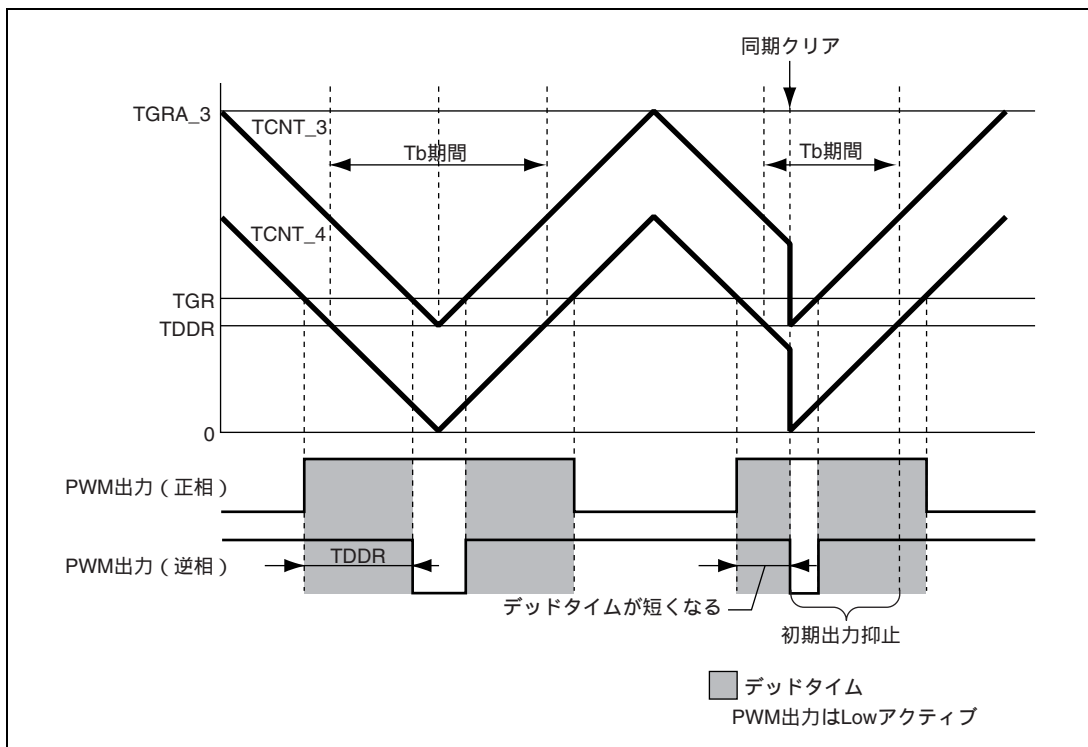 同期クリア
TGRA_3
TCNT_3
Tb期間
Tb期間
TCNT_4
TGR
TDDR
0
PWM出力(正相)
PWM出力(逆相)
TDDR
デッドタイムが短くなる
初期出力抑止
デッドタイム
PWM出力はLowアクティブ